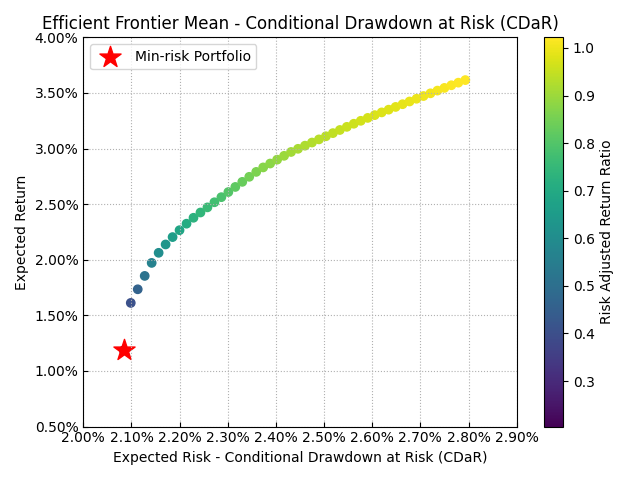 Efficient Frontier Mean - Conditional Drawdown at Risk (CDaR)
Min-risk Portfolio
Expected Return
4.00%
3.50%
3.00%
2.50%
2.00%
1.50%
1.00%
0.50%
2.00% 2.10% 2.20% 2.30% 2.40% 2.50% 2.60% 2.70% 2.80% 2.90%
Expected Risk - Conditional Drawdown at Risk (CDaR)
1.0
0.9
0.8
0.7
0.6
0.5
0.4
0.3
Risk Adjusted Return Ratio